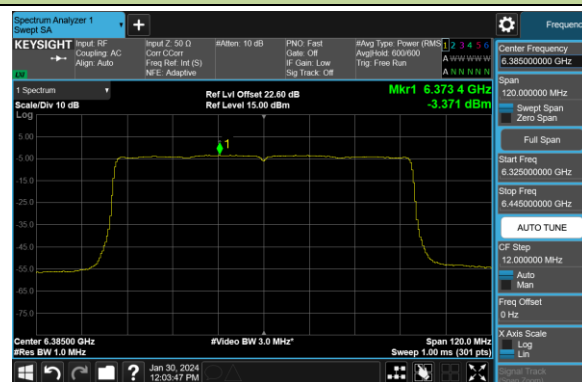 Spectrum Analyzer 1
Swept SA
Frequenc
KEYSIGHT
Input: RF
Coupling: AC
Align: Auto
Input Z: 50 Ω
Corr CCorr
Freq Ref: Int (S)
NFE: Adaptive
#Atten: 10 dB
PNO: Fast
Gate: Off
IF Gain: Low
Sig Track: Off
#Avg Type: Power (RMS
Avg|Hold: 600/600
Trig: Free Run
1 2 3 4 5 6
A W W W W W
A N N N N N
LXI
1 Spectrum
Scale/Div 10 dB
Log
Ref Lvl Offset 22.60 dB
Ref Level 15.00 dBm
Mkr1 6.373 4 GHz
-3.371 dBm
1
5.00
-5.00
-15.0
-25.0
-35.0
-45.0
-55.0
-65.0
-75.0
Center 6.38500 GHz
#Res BW 1.0 MHz
#Video BW 3.0 MHz*
Span 120.0 MHz
Sweep 1.00 ms (301 pts)
Center Frequency
6.385000000 GHz
Span
120.000000 MHz
Swept Span
Zero Span
Full Span
Start Freq
6.325000000 GHz
Stop Freq
6.445000000 GHz
AUTO TUNE
CF Step
12.000000 MHz
Auto
Man
Freq Offset
0 Hz
X Axis Scale
Log
Lin
Signal Track
Jan 30, 2024
12:03:47 PM
?